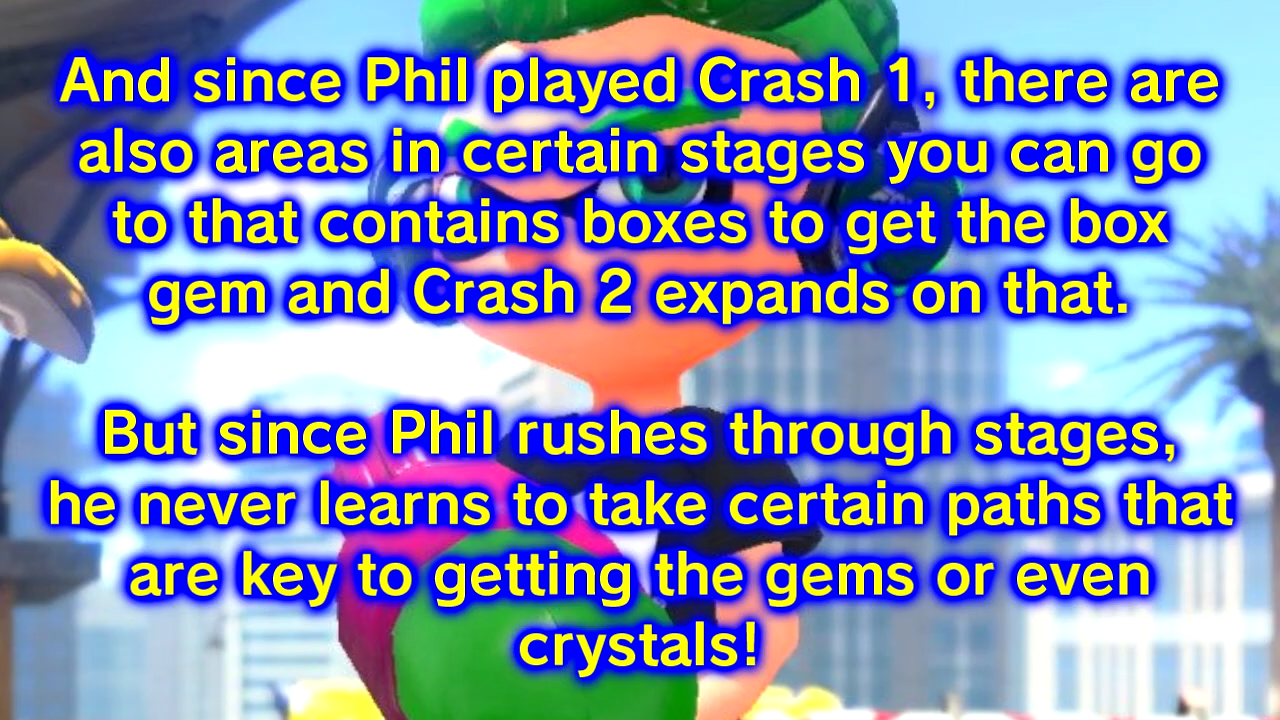 And since Phil played Crash 1, there are
also areas in certain stages you can go
to that contains boxes to get the box
gem and Crash 2 expands on that.
But since Phil rushes through stages,
he never learns to take certain paths that
are key to getting the gems or even
crystals!